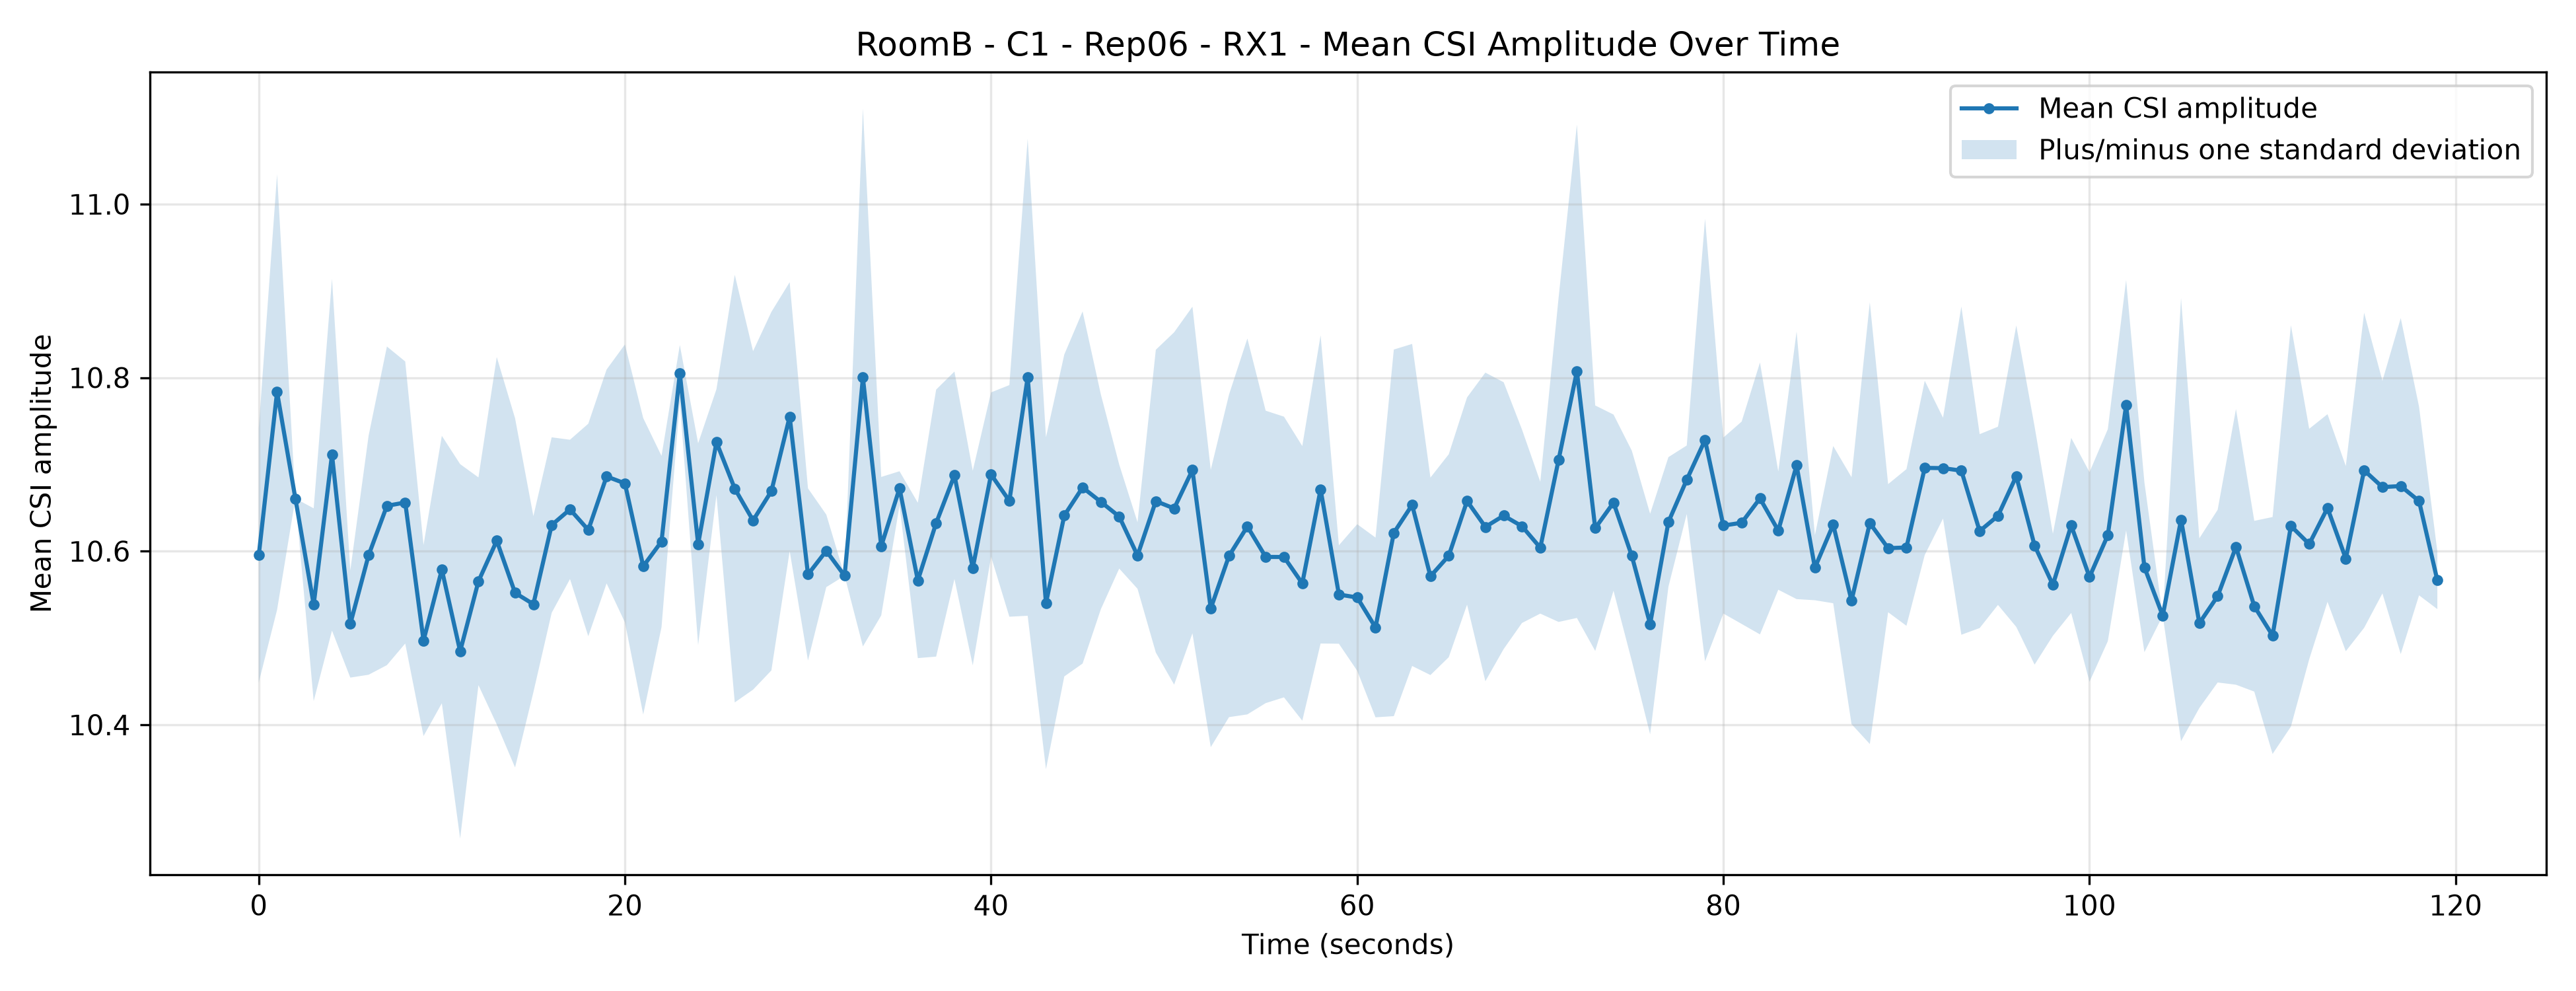 RoomB - C1 - Rep06 - RX1 - Mean CSI Amplitude Over Time
Mean CSI amplitude
Plus/minus one standard deviation
Mean CSI amplitude
11.0
10.8
10.6
10.4
0 20 40 60 80 100 120
Time (seconds)